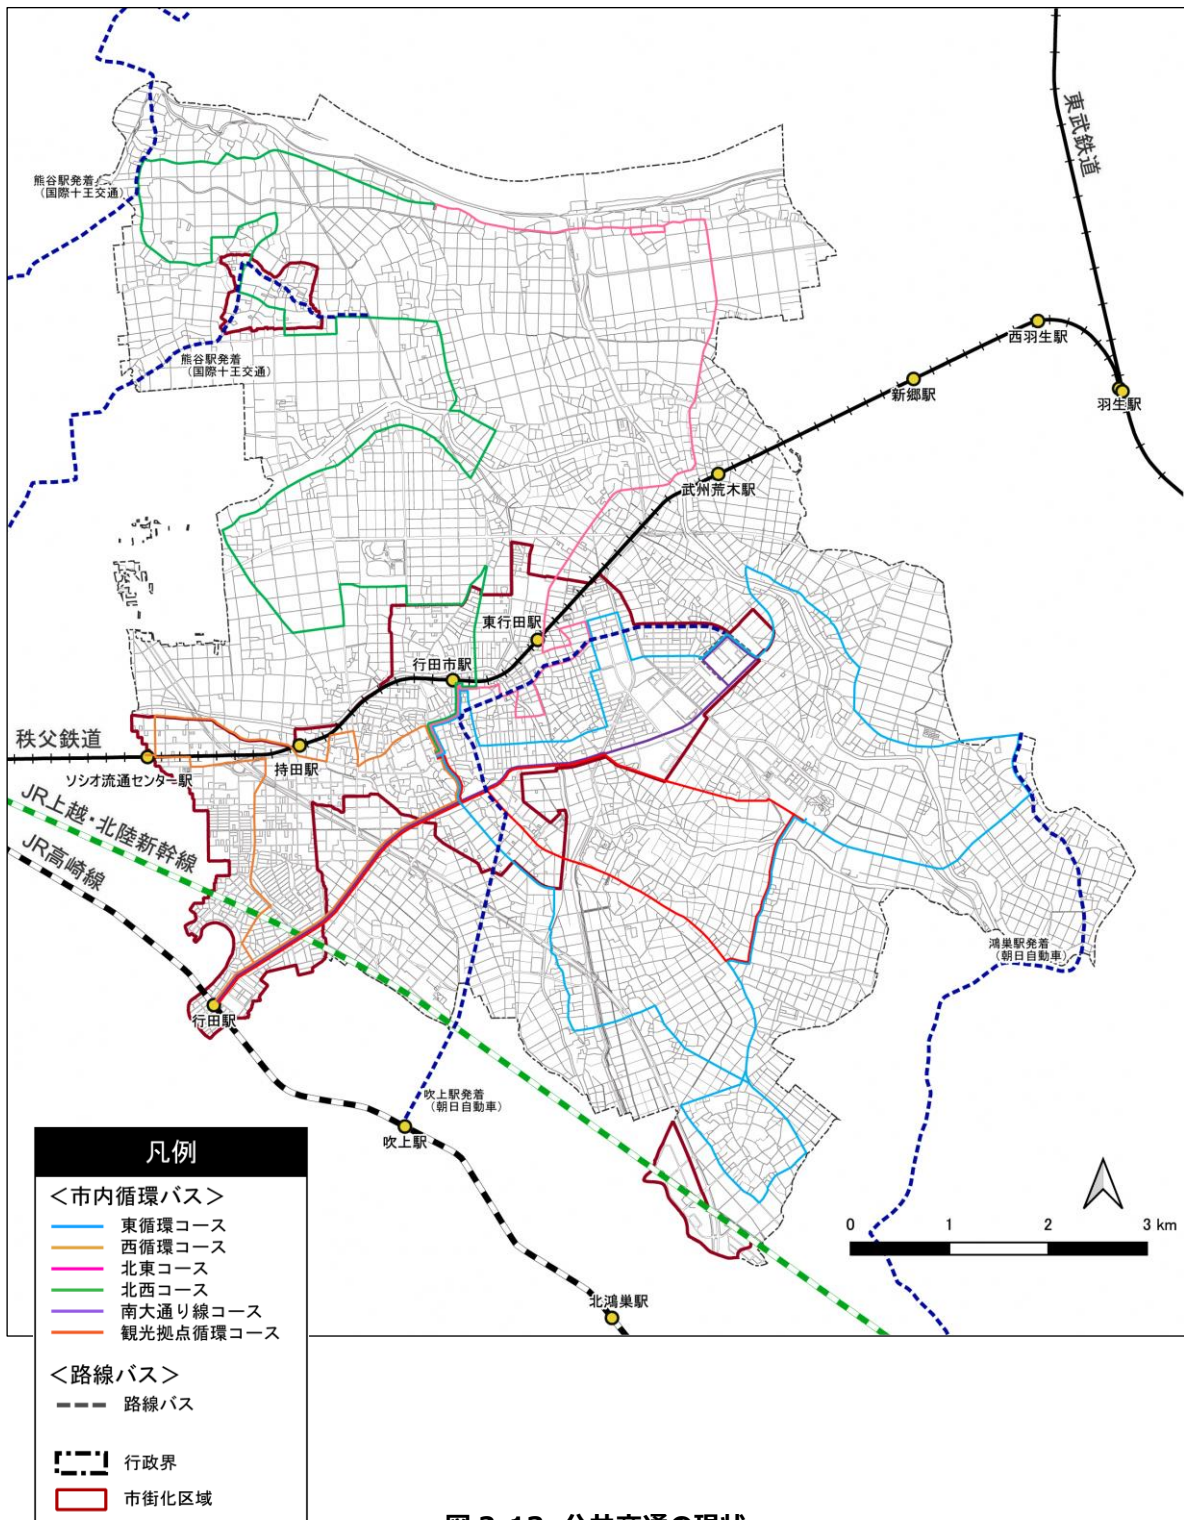 東武鉄道
熊谷駅発着
（国際十王交通）
西羽生駅
熊谷駅発着
（国際十王交通）
新郷駅
羽生駅
武州荒木駅
東行田駅
行田市駅
秩父鉄道
持田駅
ソシオ流通センター駅
JR上越・北陸新幹線
JR高崎線
鴻巣駅発着
（朝日自動車）
行田駅
吹上駅発着
（朝日自動車）
吹上駅
北鴻巣駅
0 1 2 3 km
凡例
＜市内循環バス＞
東循環コース
西循環コース
北東コース
北西コース
南大通り線コース
観光拠点循環コース
＜路線バス＞
路線バス
行政界
市街化区域